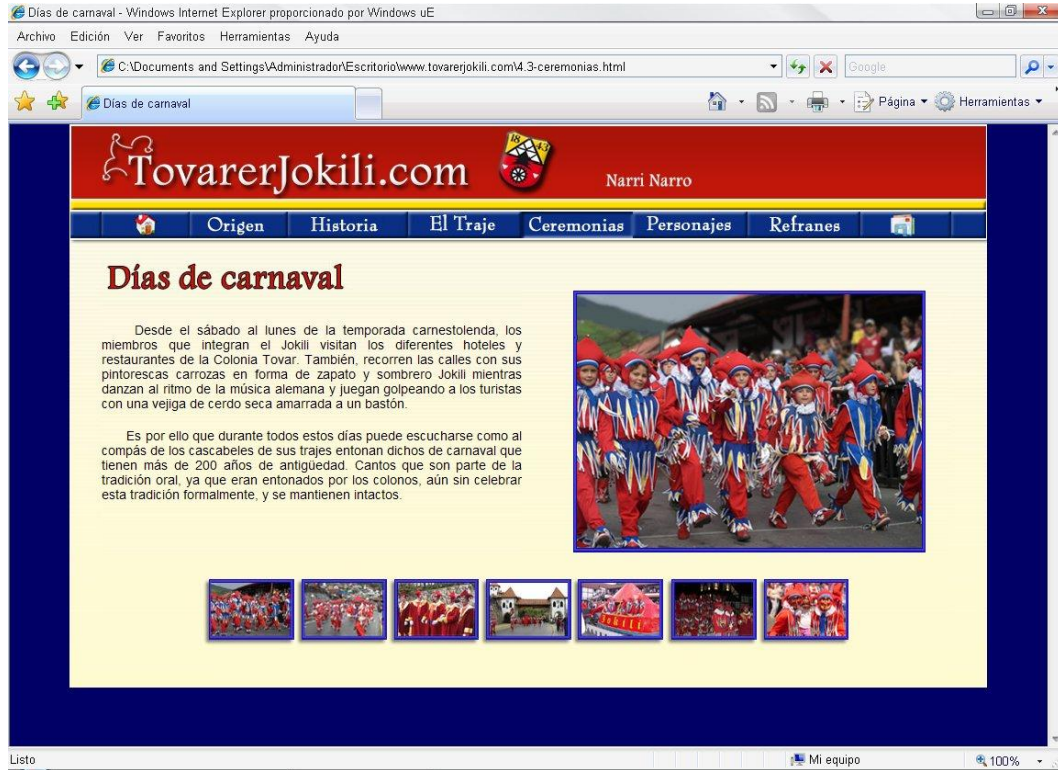 Días de carnaval - Windows Internet Explorer proporcionado por Windows uE
Archivo Edición Ver Favoritos Herramientas Ayuda
C:\Documents and Settings\Administrador\Escritorio\www.tovarerjokili.com\4.3-ceremonias.html
Google
Días de carnaval
Página
Herramientas
TovarerJokili.com
18 43
Narri Narro
Origen Historia El Traje Ceremonias Personajes Refranes
Días de carnaval
Desde el sábado al lunes de la temporada carnestolenda, los
miembros que integran el Jokili visitan los diferentes hoteles y
restaurantes de la Colonia Tovar. También, recorren las calles con sus
pintorescas carrozas en forma de zapato y sombrero Jokili mientras
danzan al ritmo de la música alemana y juegan golpeando a los turistas
con una vejiga de cerdo seca amarrada a un bastón.
Es por ello que durante todos estos días puede escucharse como al
compás de los cascabeles de sus trajes entonan dichos de carnaval que
tienen más de 200 años de antigüedad. Cantos que son parte de la
tradición oral, ya que eran entonados por los colonos, aún sin celebrar
esta tradición formalmente, y se mantienen intactos.
Jokili
Listo
Mi equipo
100%